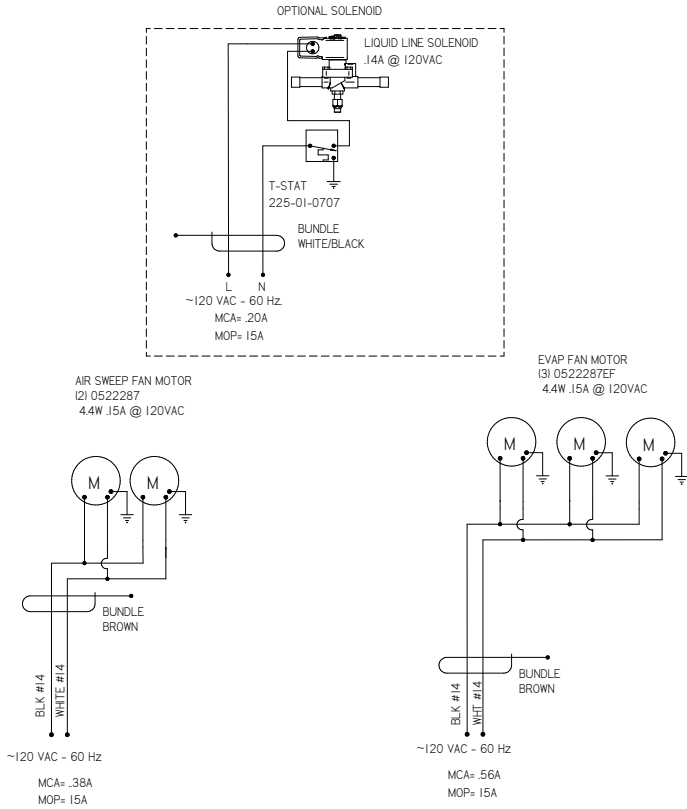 OPTIONAL SOLENOID
LIQUID LINE SOLENOID
.14A @ 120VAC
T-STAT
225-01-0707
BUNDLE
WHITE/BLACK
L N
~120 VAC - 60 Hz.
MCA= .20A
MOP= 15A
EVAP FAN MOTOR
(3) 0522287EF
4.4W .15A @ 120VAC
AIR SWEEP FAN MOTOR
(2) 0522287
4.4W .15A @ 120VAC
M M M
M M
BUNDLE
BROWN
BLK #14
WHITE #14
~120 VAC - 60 Hz
MCA= .38A
MOP= 15A
BUNDLE
BROWN
BLK #14
WHT #14
~120 VAC - 60 Hz
MCA= .56A
MOP= 15A